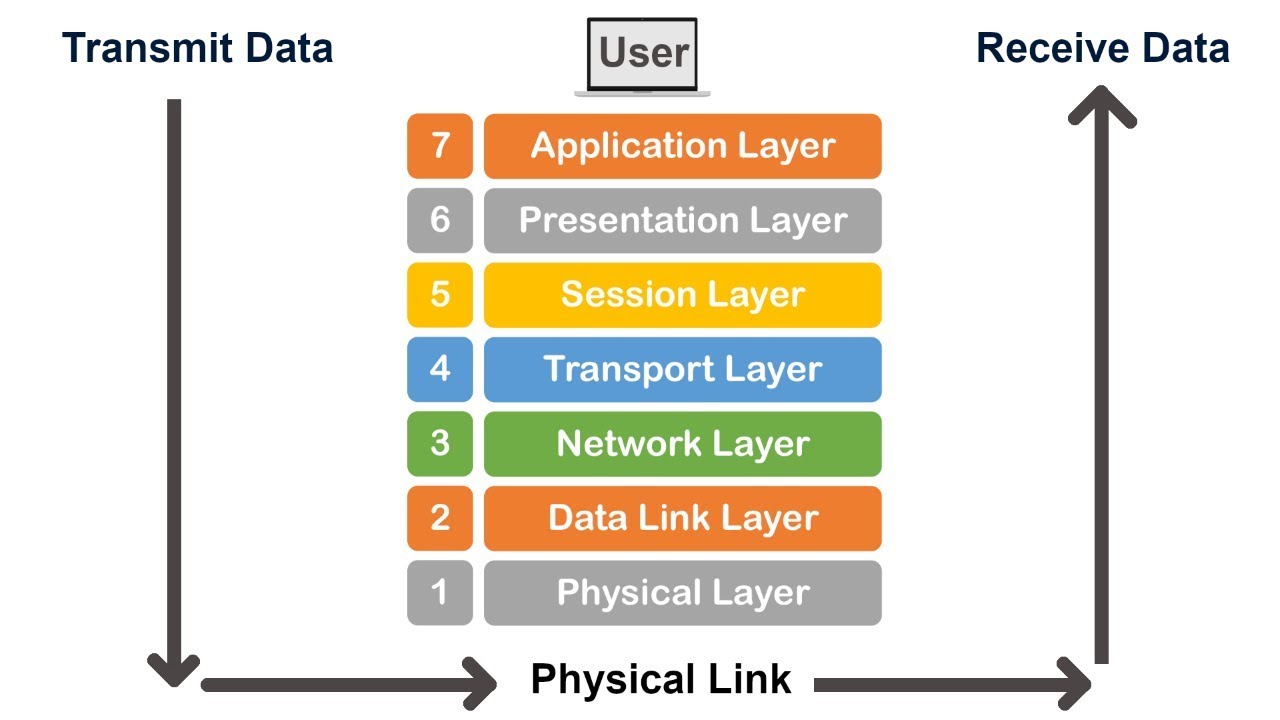 Transmit Data
User
Receive Data
7 Application Layer
6 Presentation Layer
5 Session Layer
4 Transport Layer
3 Network Layer
2 Data Link Layer
1 Physical Layer
Physical Link